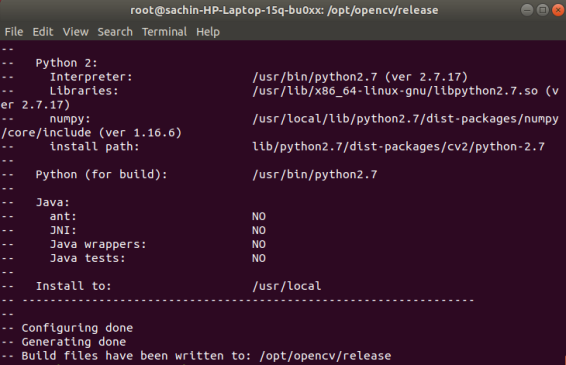 root@sachin-HP-Laptop-15q-bu0xx: /opt/opencv/release
File Edit View Search Terminal Help
--
--   Python 2:
--     Interpreter:                 /usr/bin/python2.7 (ver 2.7.17)
--     Libraries:                   /usr/lib/x86_64-linux-gnu/libpython2.7.so (v
er 2.7.17)
--     numpy:                       /usr/local/lib/python2.7/dist-packages/numpy
/core/include (ver 1.16.6)
--     install path:                lib/python2.7/dist-packages/cv2/python-2.7
--
--   Python (for build):            /usr/bin/python2.7
--
--   Java:
--     ant:                         NO
--     JNI:                         NO
--     Java wrappers:               NO
--     Java tests:                  NO
--
--   Install to:                    /usr/local
-- -----------------------------------------------------------------
--
-- Configuring done
-- Generating done
-- Build files have been written to: /opt/opencv/release